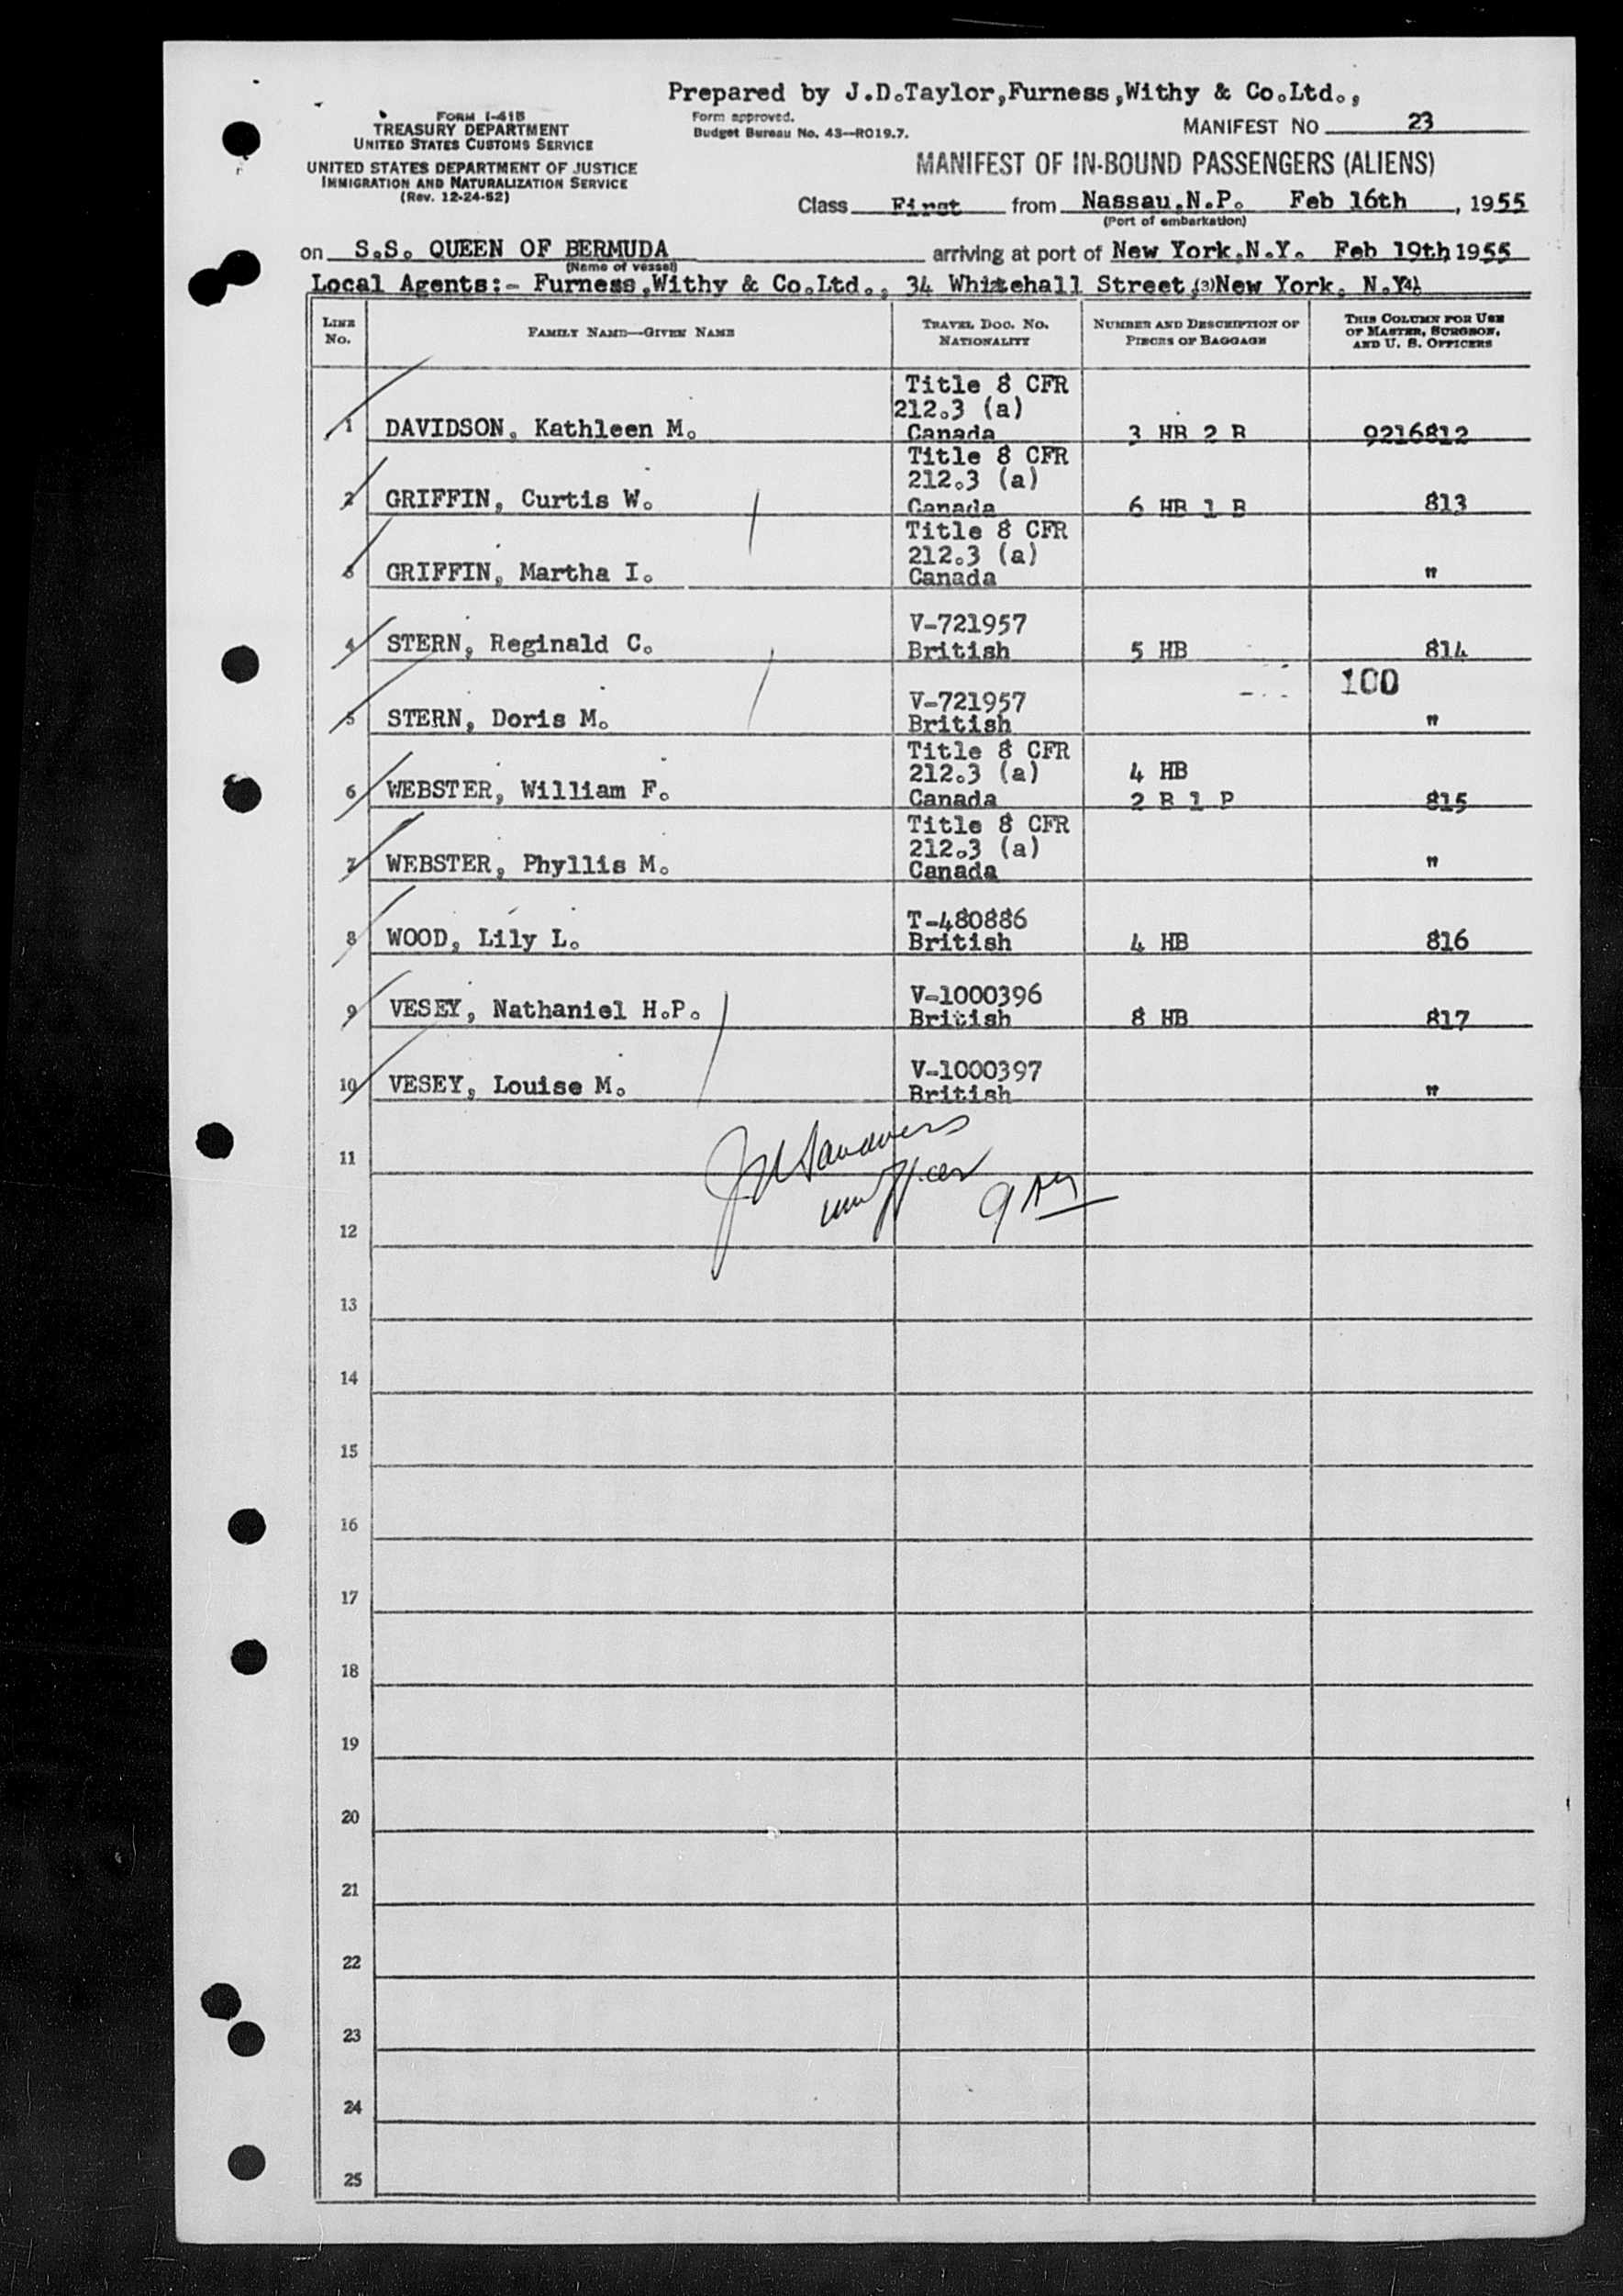 Prepared by J.D.Taylor,Furness,Withy & Co.Ltd.,
FORM I-418
TREASURY DEPARTMENT
UNITED STATES CUSTOMS SERVICE
UNITED STATES DEPARTMENT OF JUSTICE
IMMIGRATION AND NATURALIZATION SERVICE
(Rev. 12-24-52)
Form approved.
Budget Bureau No. 43—R019.7.
MANIFEST NO 23
MANIFEST OF IN-BOUND PASSENGERS (ALIENS)
Class First from Nassau,N.P. Feb 16th, 1955
(Port of embarkation)
on S.S. QUEEN OF BERMUDA arriving at port of New York,N.Y. Feb 19th, 1955
(Name of vessel)
Local Agents:- Furness,Withy & Co.Ltd., 34 Whitehall Street, (3) New York, N.Y. (4)
LINE NO. FAMILY NAME—GIVEN NAME TRAVEL DOC. NO. NATIONALITY NUMBER AND DESCRIPTION OF PIECES OF BAGGAGE THIS COLUMN FOR USE OF MASTER, SURGEON, AND U. S. OFFICERS
Title 8 CFR
212.3 (a)
1 DAVIDSON, Kathleen M. Canada 3 HB 2 B 9216812
Title 8 CFR
212.3 (a)
2 GRIFFIN, Curtis W. Canada 6 HB 1 B 813
Title 8 CFR
212.3 (a)
3 GRIFFIN, Martha I. Canada "
V-721957
4 STERN, Reginald C. British 5 HB 814
100
V-721957
5 STERN, Doris M. British "
Title 8 CFR
212.3 (a) 4 HB
6 WEBSTER, William F. Canada 2 B 1 P 815
Title 8 CFR
212.3 (a)
7 WEBSTER, Phyllis M. Canada "
T-480886
8 WOOD, Lily L. British 4 HB 816
V-1000396
9 VESEY, Nathaniel H.P. British 8 HB 817
V-1000397
10 VESEY, Louise M. British "
11
12
13
14
15
16
17
18
19
20
21
22
23
24
25